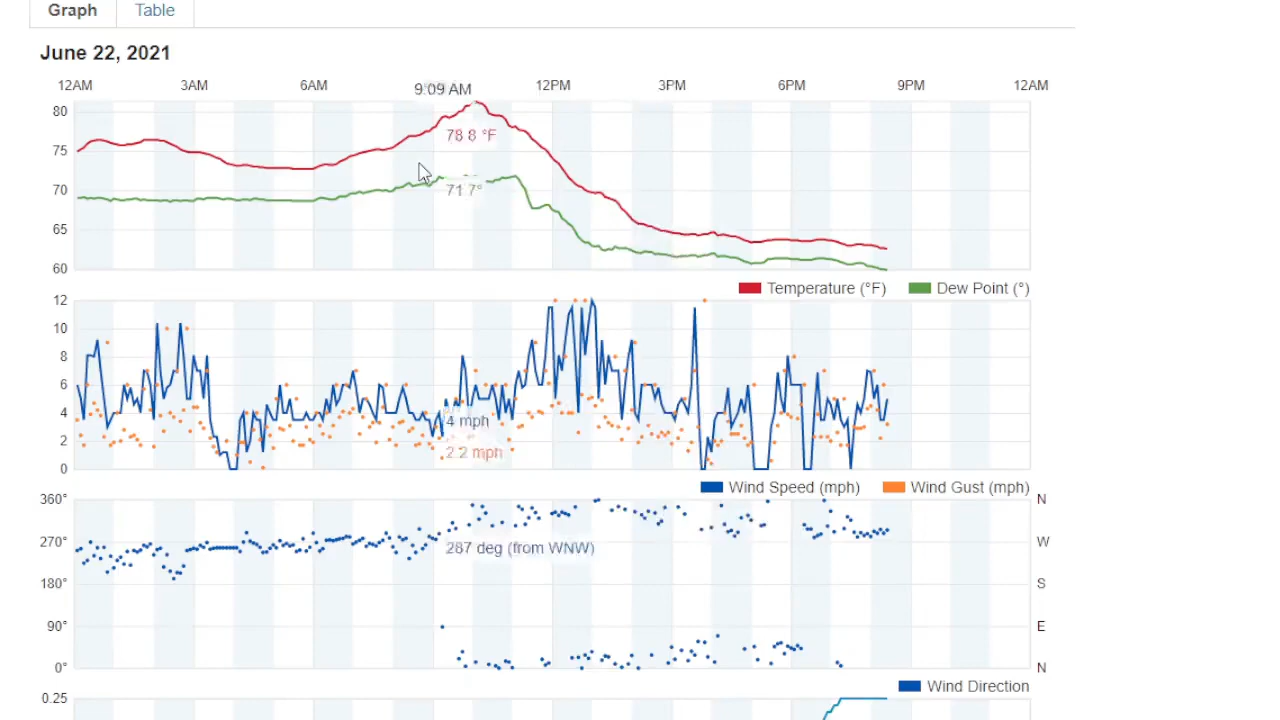 Graph Table
June 22, 2021
12AM 3AM 6AM 9:09 AM 12PM 3PM 6PM 9PM 12AM
80
78 8 °F
75
70
71 7°
65
60
Temperature (°F) Dew Point (°)
12
10
8
6
4
4 mph
2
2.2 mph
0
Wind Speed (mph) Wind Gust (mph)
360° N
270° W
287 deg (from WNW)
180° S
90° E
0° N
Wind Direction
0.25